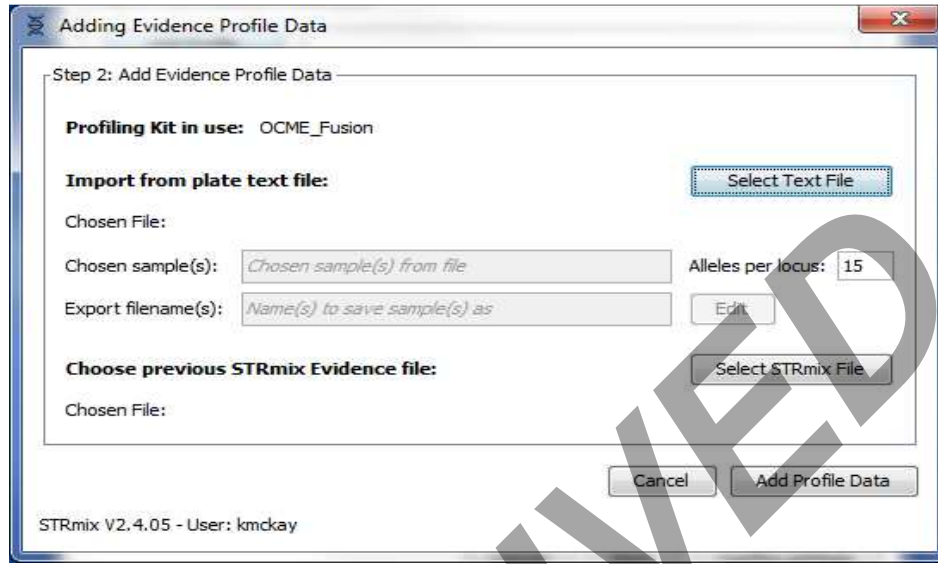 Adding Evidence Profile Data
Step 2: Add Evidence Profile Data
Profiling Kit in use: OCME_Fusion
Import from plate text file: Select Text File
Chosen File:
Chosen sample(s): Chosen sample(s) from file Alleles per locus: 15
Export filename(s): Name(s) to save sample(s) as Edit
Choose previous STRmix Evidence file: Select STRmix File
Chosen File:
Cancel Add Profile Data
STRmix V2.4.05 - User: kmckay
VED